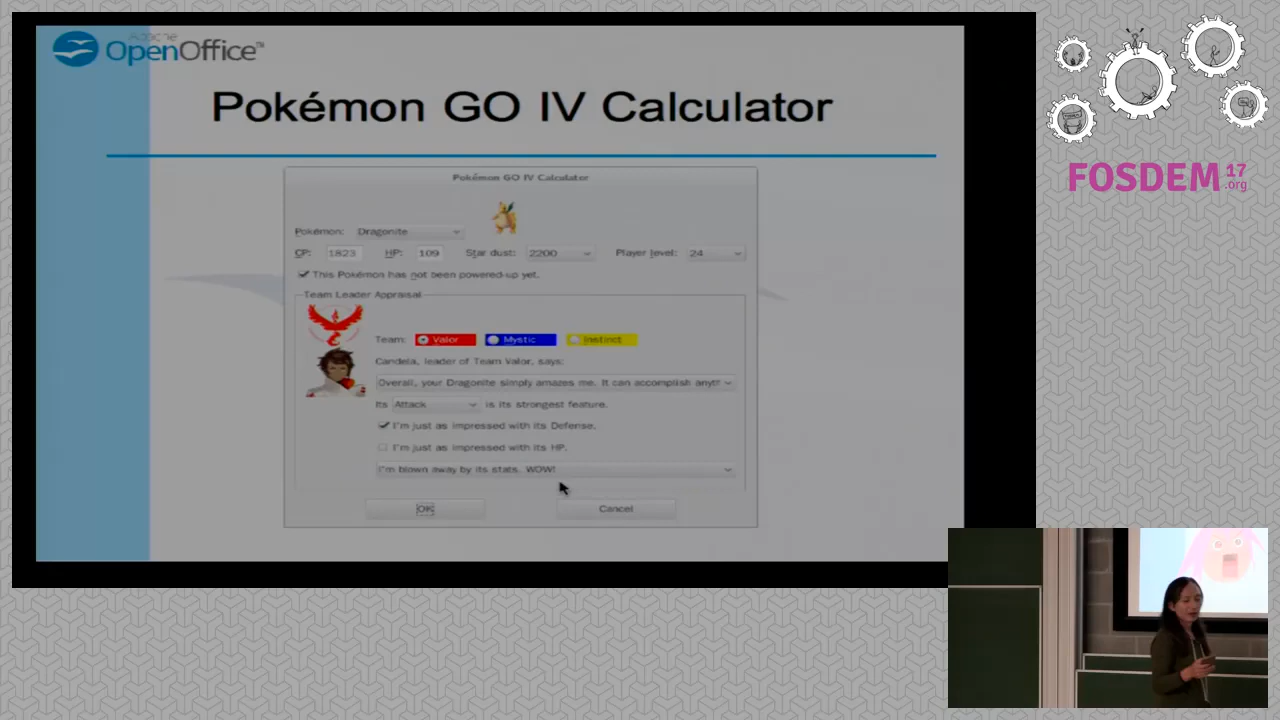 Apache
OpenOffice™
Pokémon GO IV Calculator
Pokémon GO IV Calculator
Pokémon: Dragonite
CP: 1823 HP: 109 Star dust: 2200 Player level: 24
This Pokémon has not been powered-up yet.
Team Leader Appraisal
Team: Valor Mystic Instinct
Candela, leader of Team Valor, says:
Overall, your Dragonite simply amazes me. It can accomplish anyth
Its Attack is its strongest feature.
I'm just as impressed with its Defense.
I'm just as impressed with its HP.
I'm blown away by its stats. WOW!
OK Cancel
FOSDEM 17
.org